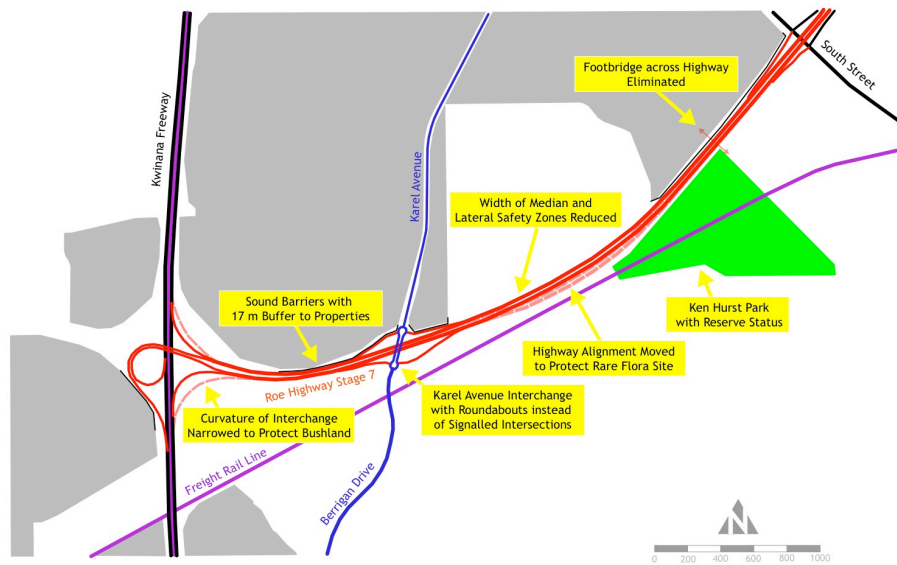 South Street
Footbridge across Highway
Eliminated
Kwinana Freeway
Karel Avenue
Width of Median and
Lateral Safety Zones Reduced
Sound Barriers with
17 m Buffer to Properties
Ken Hurst Park
with Reserve Status
Highway Alignment Moved
to Protect Rare Flora Site
Roe Highway Stage 7
Karel Avenue Interchange
with Roundabouts instead
of Signalled Intersections
Curvature of Interchange
Narrowed to Protect Bushland
Freight Rail Line
Berrigan Drive
N
0 200 400 600 800 1000